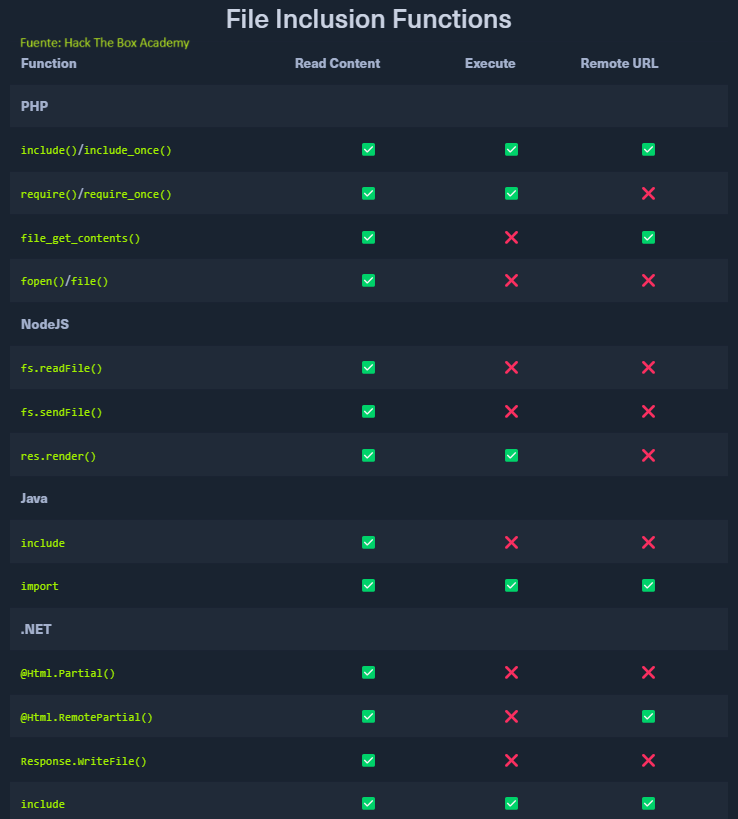 File Inclusion Functions
Fuente: Hack The Box Academy
Function Read Content Execute Remote URL
PHP
include()/include_once() ✅ ✅ ✅
require()/require_once() ✅ ✅ ❌
file_get_contents() ✅ ❌ ✅
fopen()/file() ✅ ❌ ❌
NodeJS
fs.readFile() ✅ ❌ ❌
fs.sendFile() ✅ ❌ ❌
res.render() ✅ ✅ ❌
Java
include ✅ ❌ ❌
import ✅ ✅ ✅
.NET
@Html.Partial() ✅ ❌ ❌
@Html.RemotePartial() ✅ ❌ ✅
Response.WriteFile() ✅ ❌ ❌
include ✅ ✅ ✅